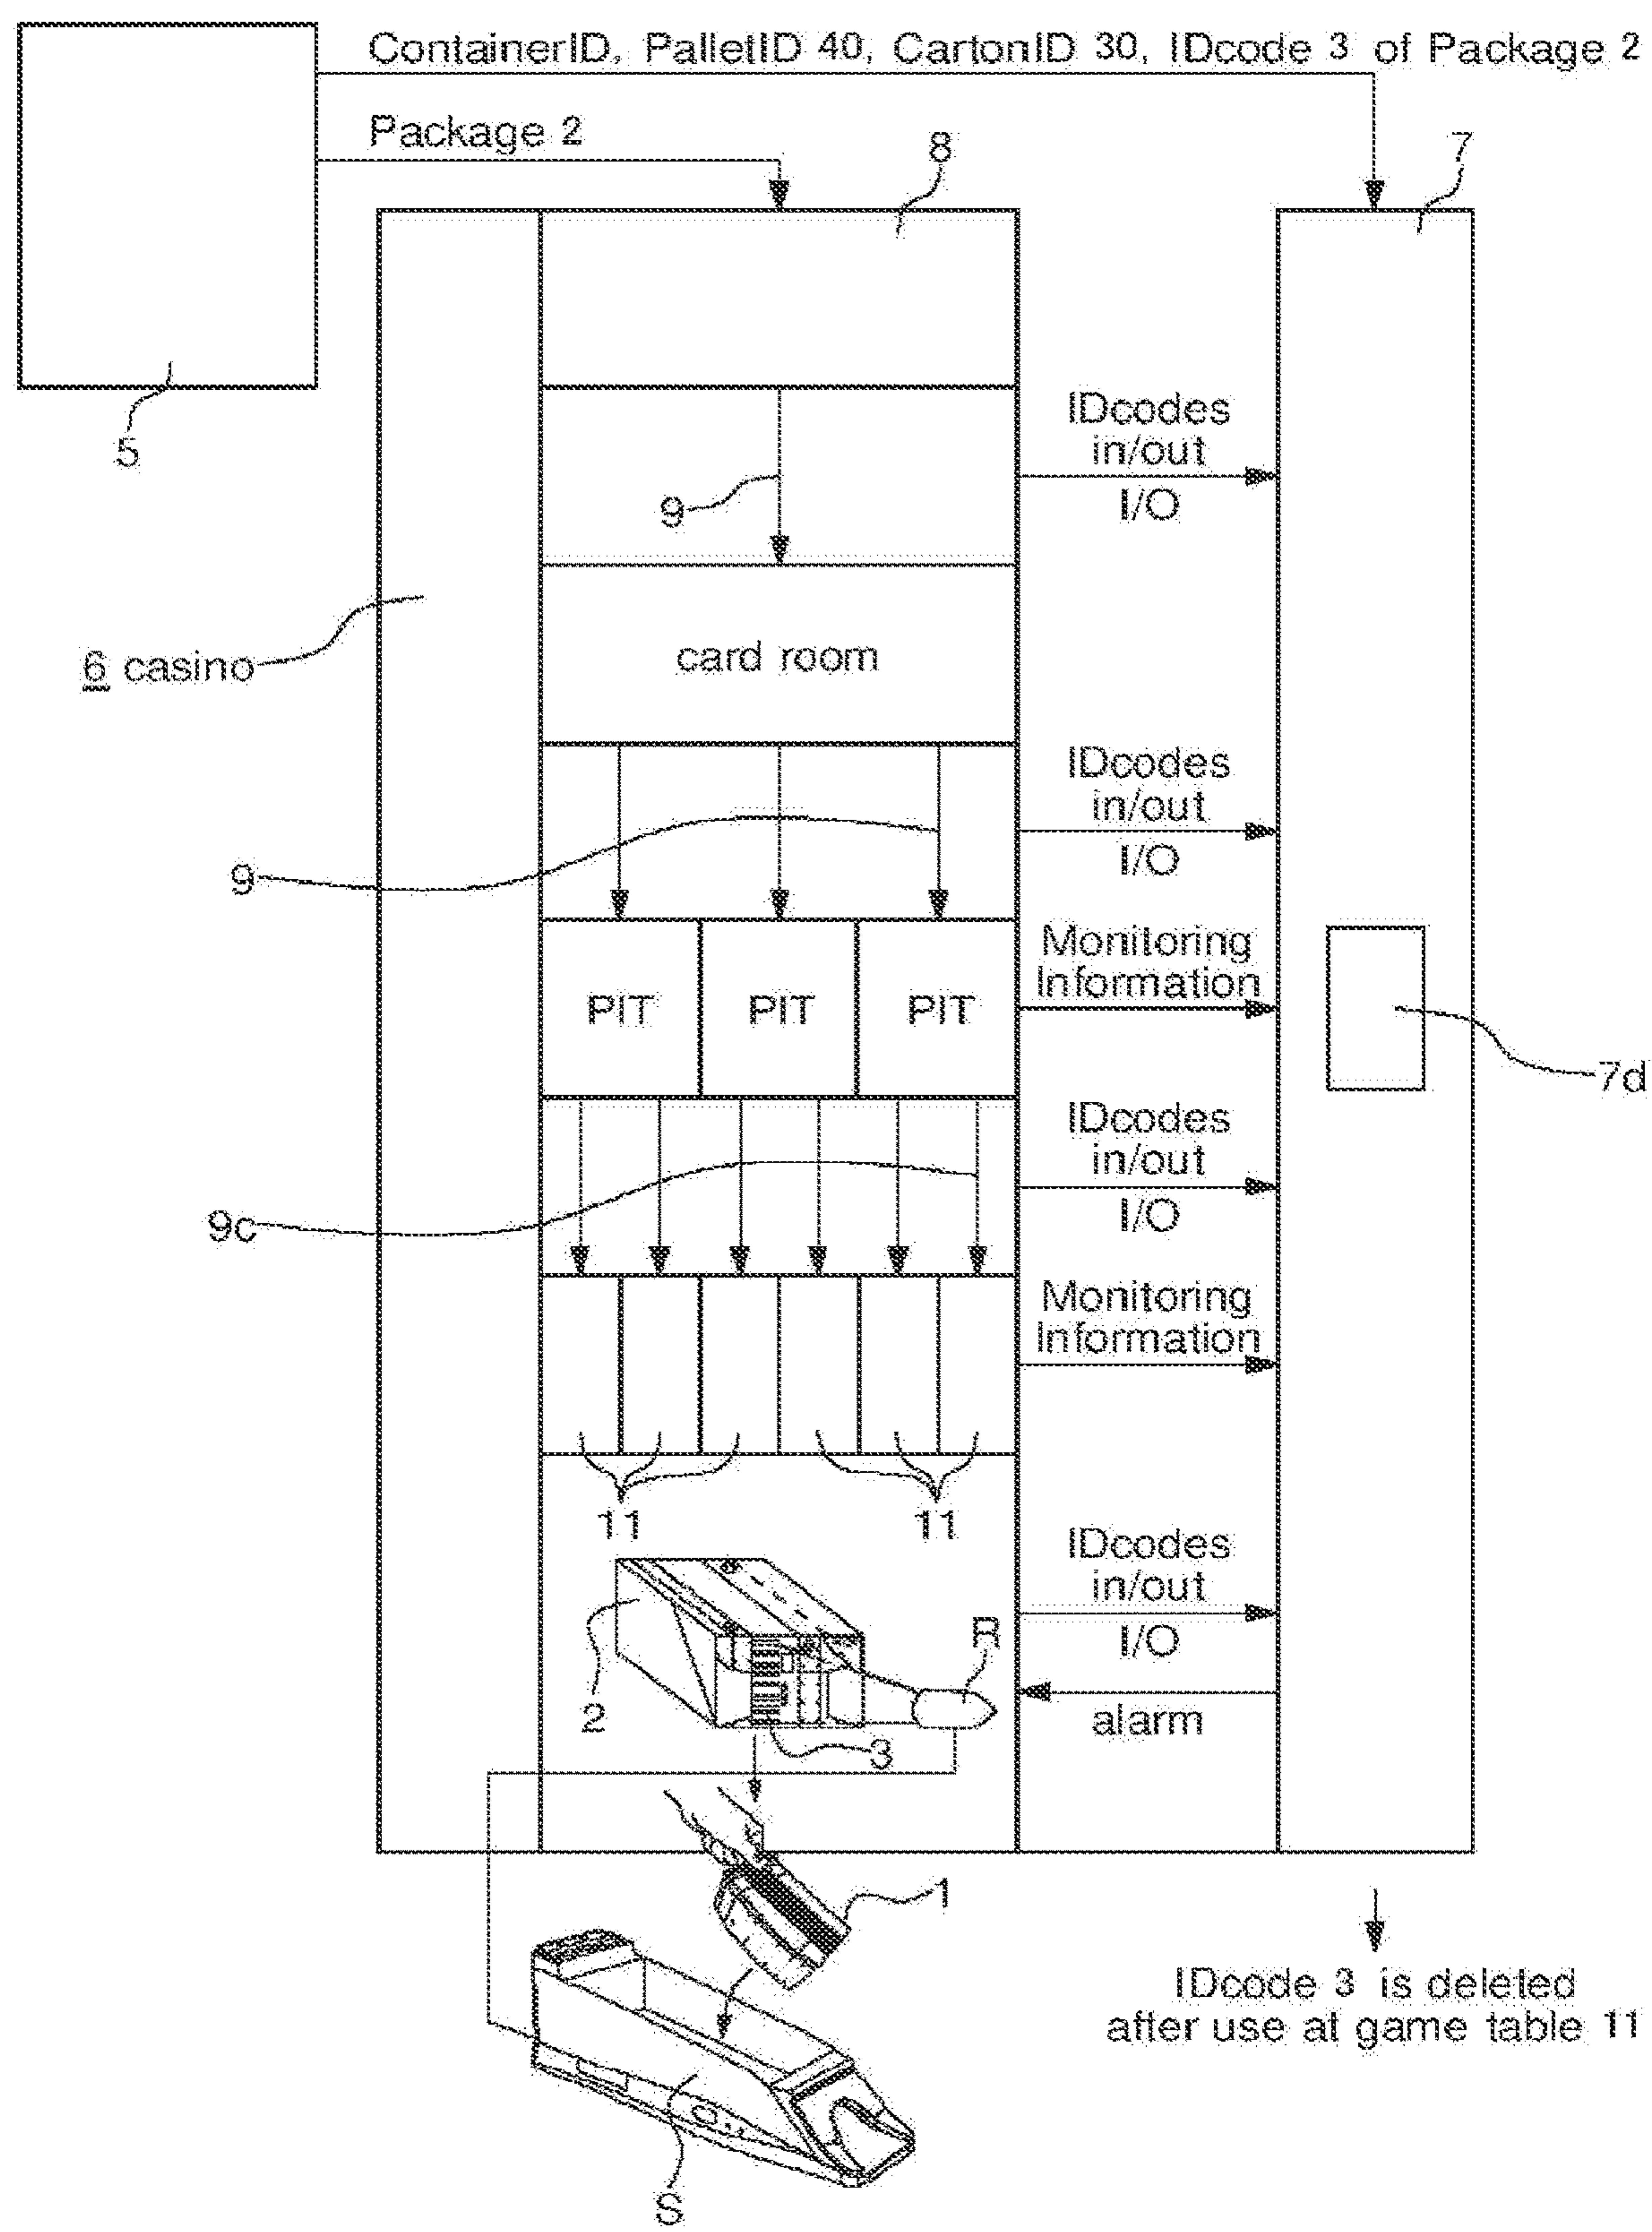 ContainerID, PalletID 40, CartonID 30, IDcode 3 of Package 2
Package 2
8
7
5
IDcodes
in/out
I/O
9
6 casino
card room
IDcodes
in/out
I/O
9
Monitoring
Information
PIT PIT PIT
7d
IDcodes
in/out
I/O
9c
Monitoring
Information
11 11
IDcodes
in/out
I/O
R
2
3
alarm
1
IDcode 3 is deleted
after use at game table 11
S